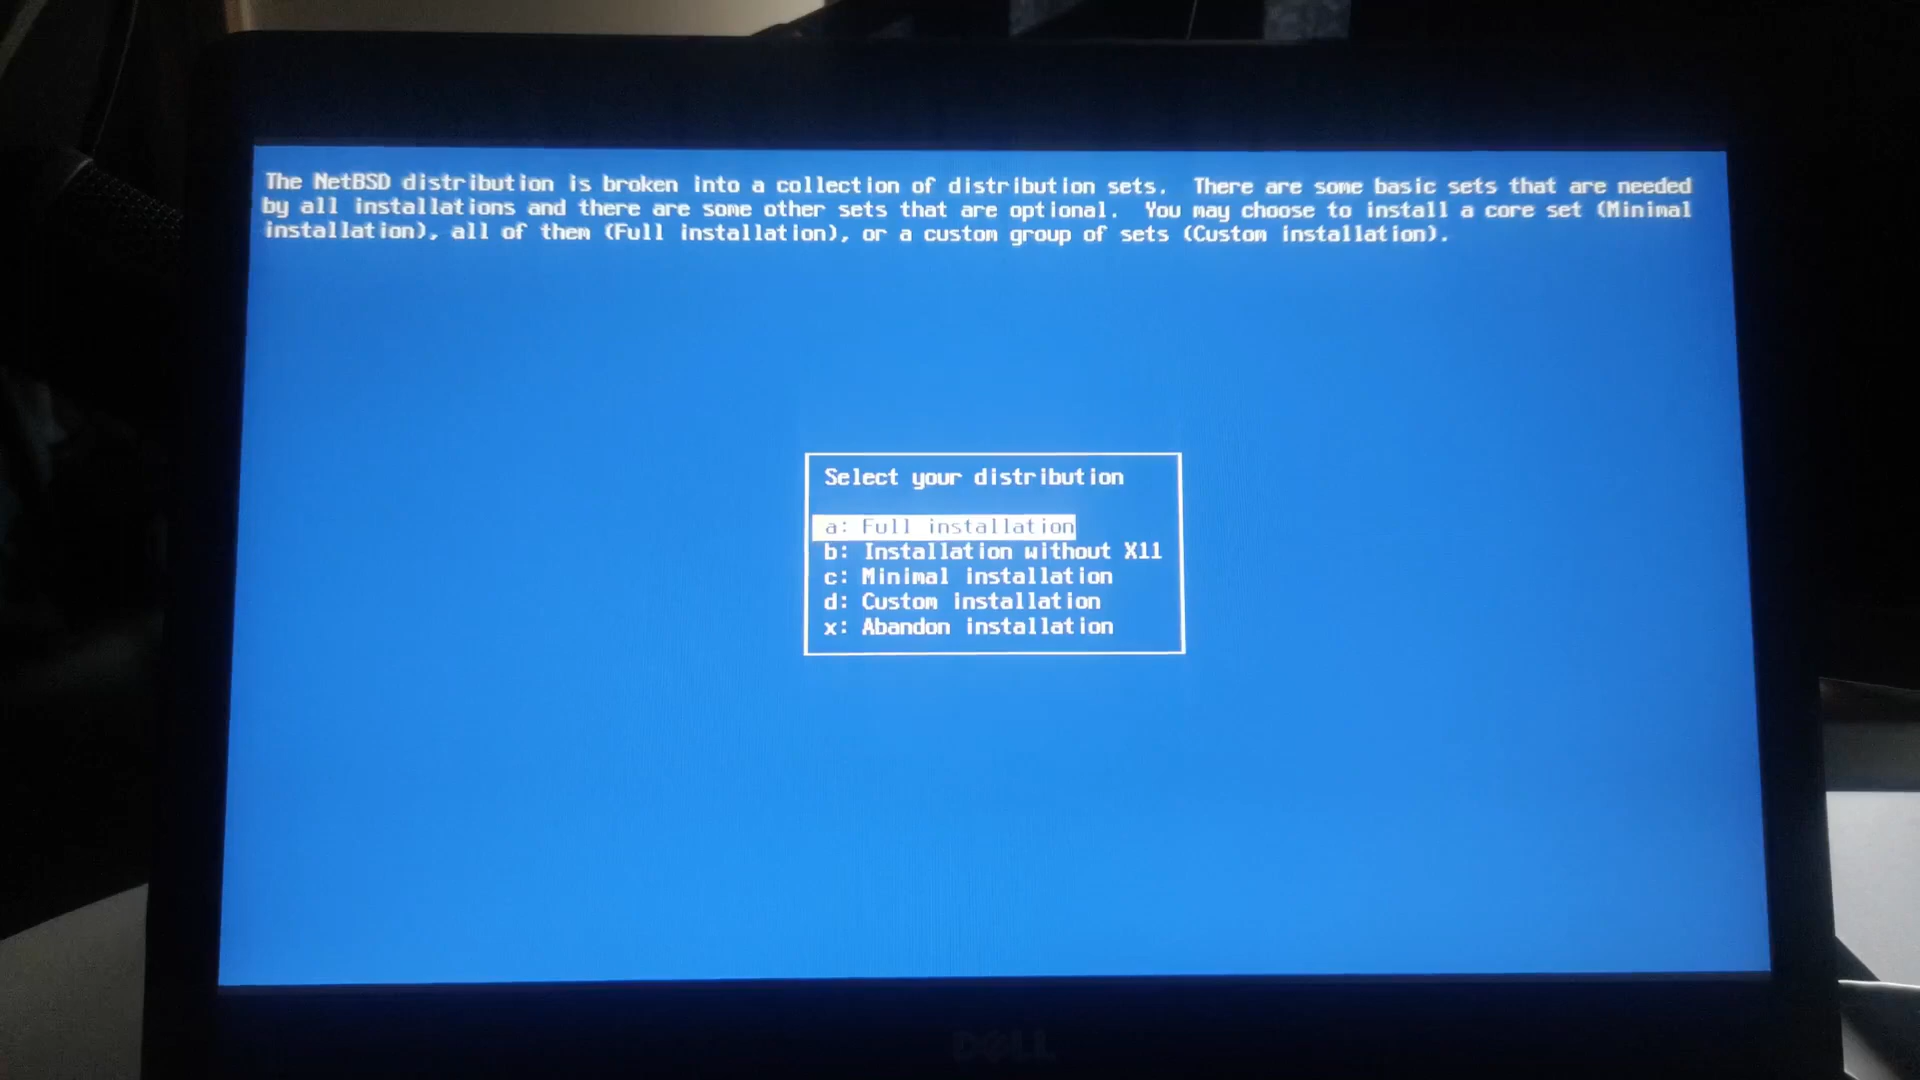 The NetBSD distribution is broken into a collection of distribution sets.  There are some basic sets that are needed
by all installations and there are some other sets that are optional.  You may choose to install a core set (Minimal
installation), all of them (Full installation), or a custom group of sets (Custom installation).
Select your distribution
a: Full installation
b: Installation without X11
c: Minimal installation
d: Custom installation
x: Abandon installation
DELL